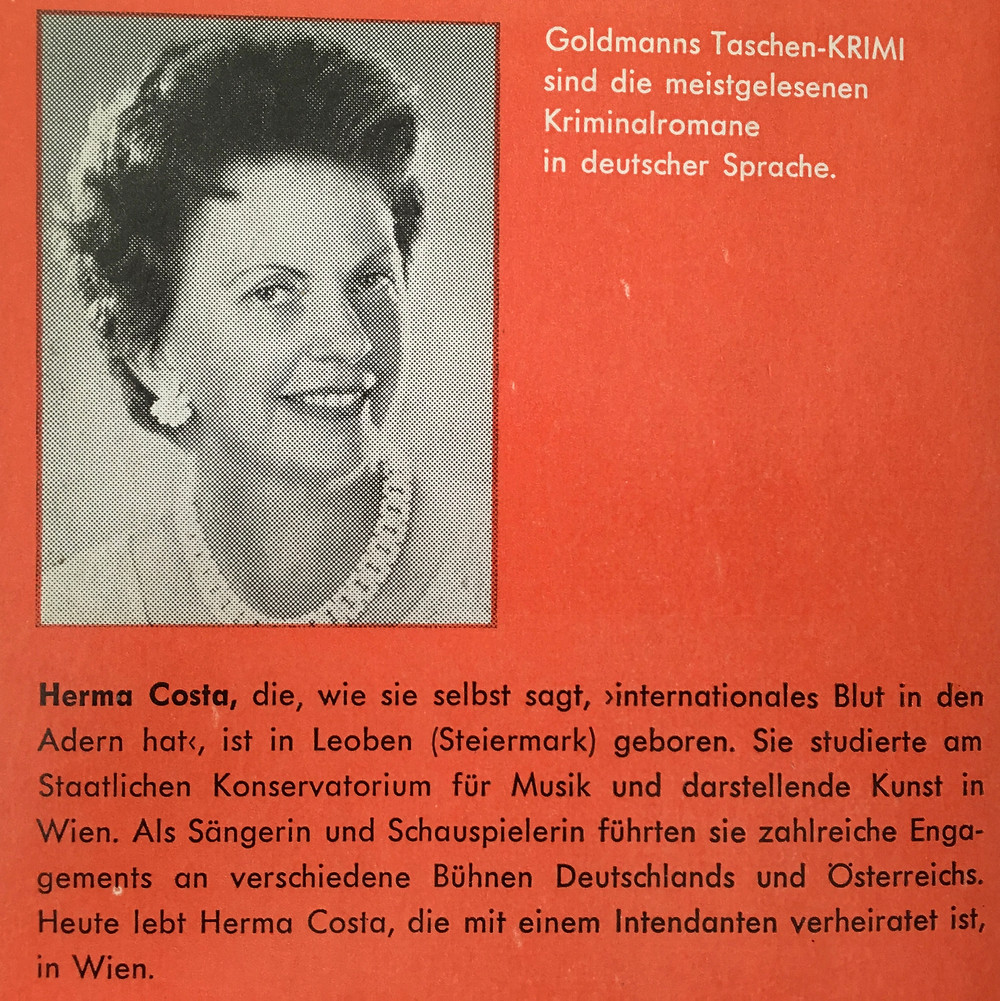 Goldmanns Taschen-KRIMI
sind die meistgelesenen
Kriminalromane
in deutscher Sprache.
Herma Costa, die, wie sie selbst sagt, ›internationales Blut in den
Adern hat‹, ist in Leoben (Steiermark) geboren. Sie studierte am
Staatlichen Konservatorium für Musik und darstellende Kunst in
Wien. Als Sängerin und Schauspielerin führten sie zahlreiche Enga-
gements an verschiedene Bühnen Deutschlands und Österreichs.
Heute lebt Herma Costa, die mit einem Intendanten verheiratet ist,
in Wien.